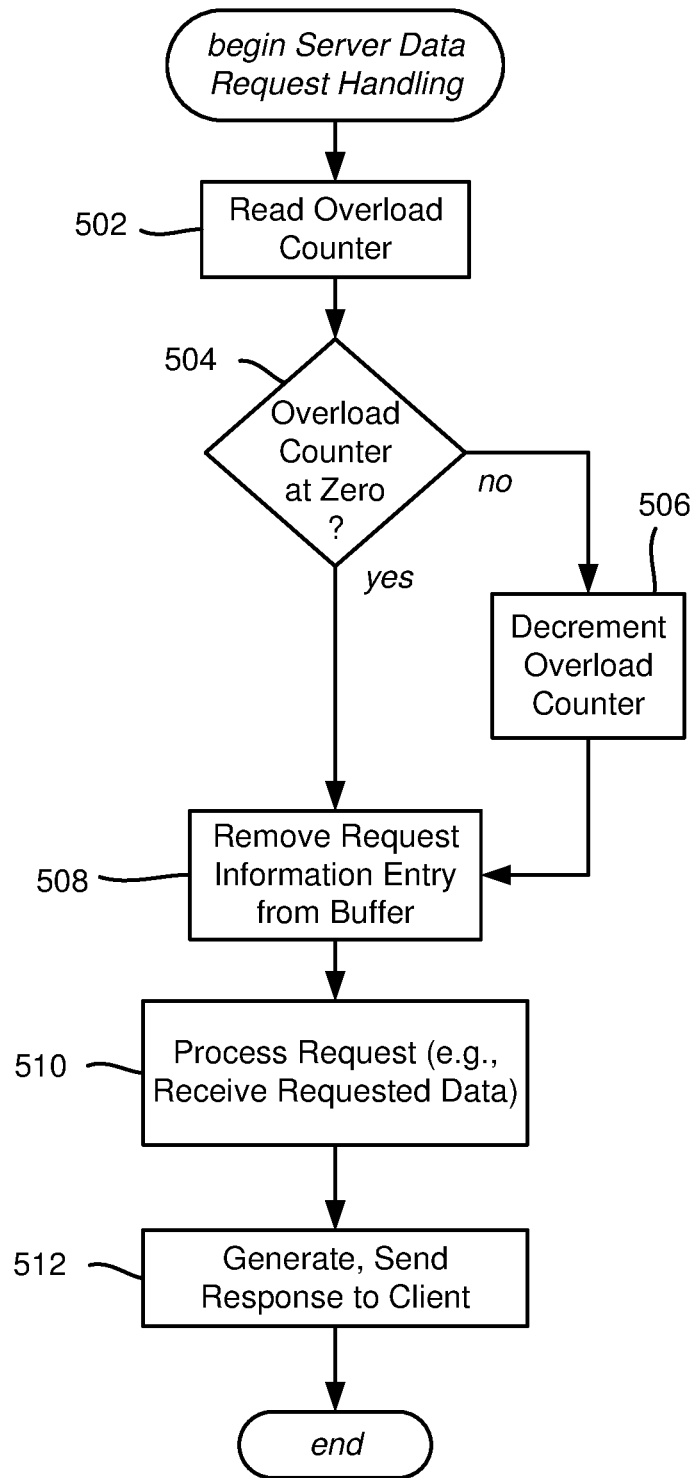 begin Server Data
Request Handling
502
Read Overload
Counter
504
Overload
Counter
at Zero
?
no
yes
506
Decrement
Overload
Counter
508
Remove Request
Information Entry
from Buffer
510
Process Request (e.g.,
Receive Requested Data)
512
Generate, Send
Response to Client
end